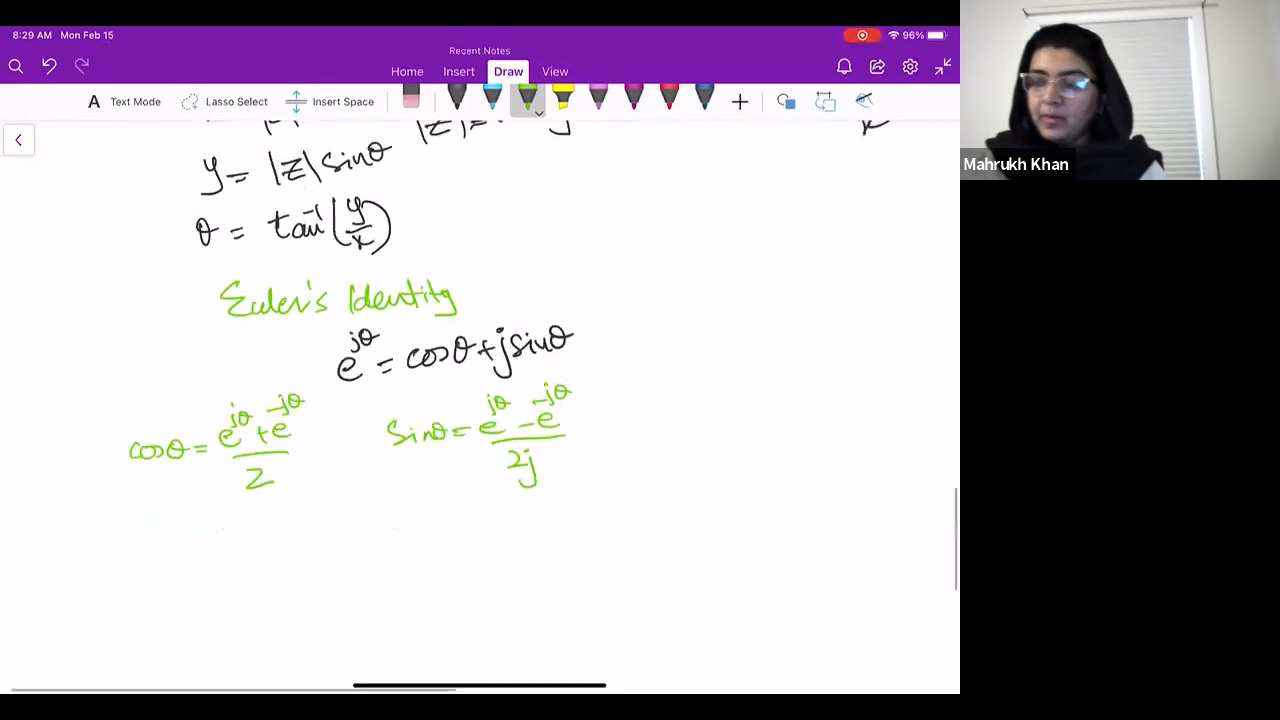 8:29 AM Mon Feb 15
96%
Recent Notes
Home Insert Draw View
Text Mode Lasso Select Insert Space
y = |z| sinθ
θ = tan⁻¹(y/x)
Euler's Identity
e^jθ = cosθ + j sinθ
cosθ = (e^jθ + e^-jθ)/2 sinθ = (e^jθ - e^-jθ)/2j
Mahrukh Khan